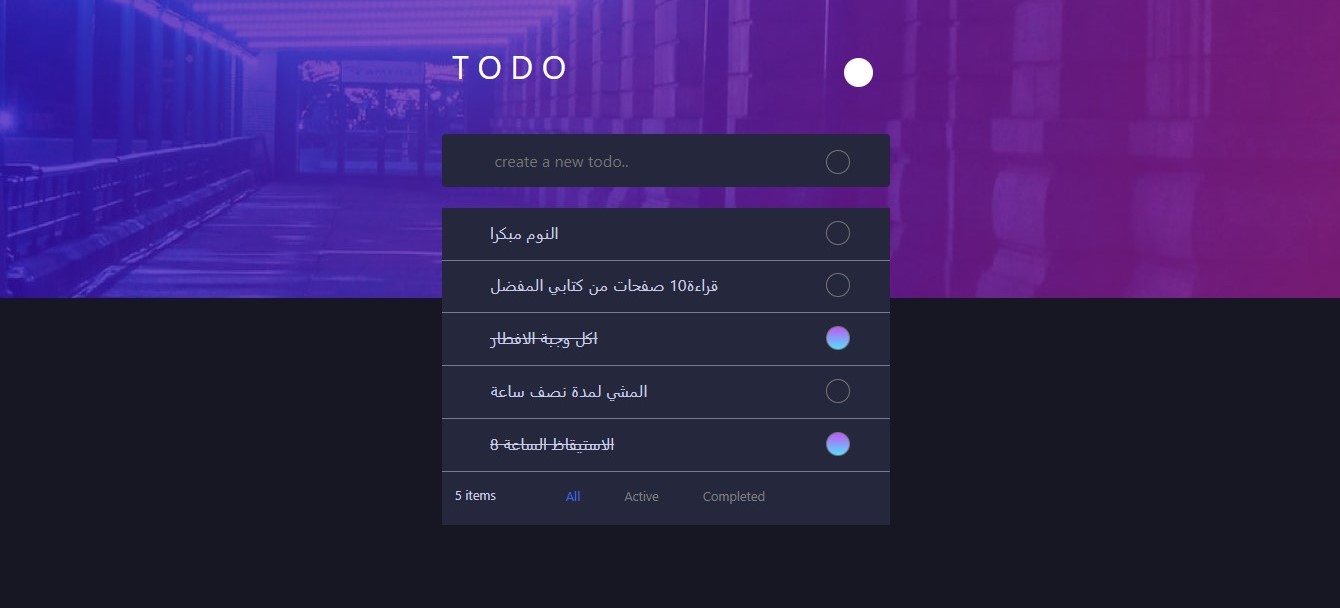 TODO
create a new todo..
النوم مبكرا
قراءة10 صفحات من كتابي المفضل
اكل وجبة الافطار
المشي لمدة نصف ساعة
الاستيقاظ الساعة 8
5 items All Active Completed